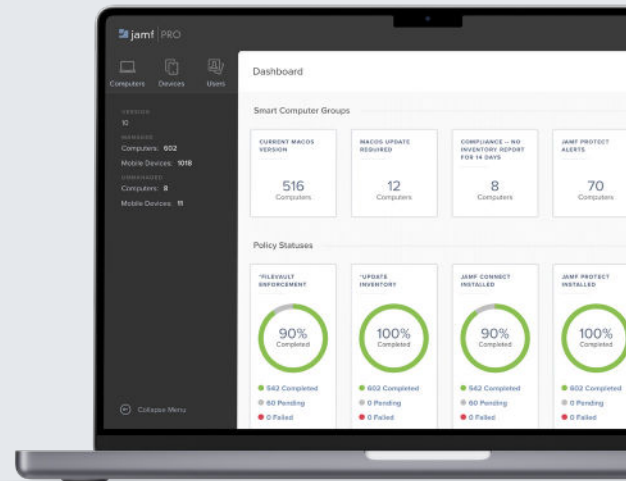 jamf PRO
Computers
Devices
Users
VERSION
10
MANAGED
Computers: 602
Mobile Devices: 1018
UNMANAGED
Computers: 8
Mobile Devices: 11
Collapse Menu
Dashboard
Smart Computer Groups
CURRENT MACOS
VERSION
516
Computers
MACOS UPDATE
REQUIRED
12
Computers
COMPLIANCE – NO
INVENTORY REPORT
FOR 14 DAYS
8
Computers
JAMF PROTECT
ALERTS
70
Computers
Policy Statuses
*FILEVAULT
ENFORCEMENT
90%
Completed
542 Completed
60 Pending
0 Failed
*UPDATE
INVENTORY
100%
Completed
602 Completed
0 Pending
0 Failed
JAMF CONNECT
INSTALLED
90%
Completed
542 Completed
60 Pending
0 Failed
JAMF PROTECT
INSTALLED
100%
Completed
602 Completed
0 Pending
0 Failed